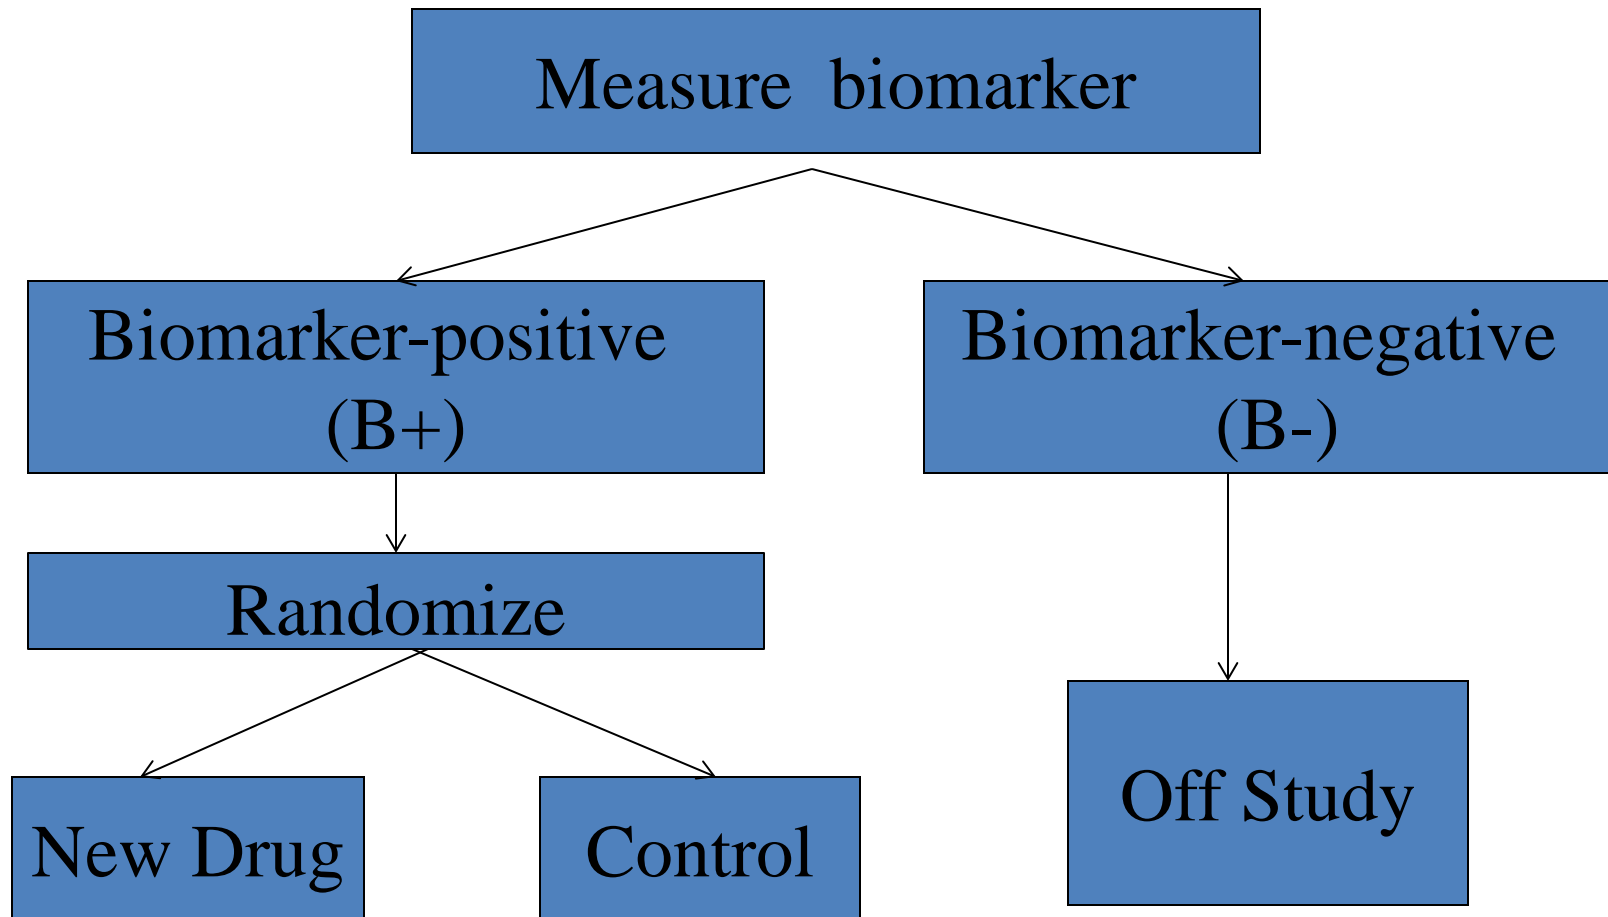 Measure biomarker
Biomarker-positive
(B+)
Biomarker-negative
(B-)
Randomize
New Drug
Control
Off Study